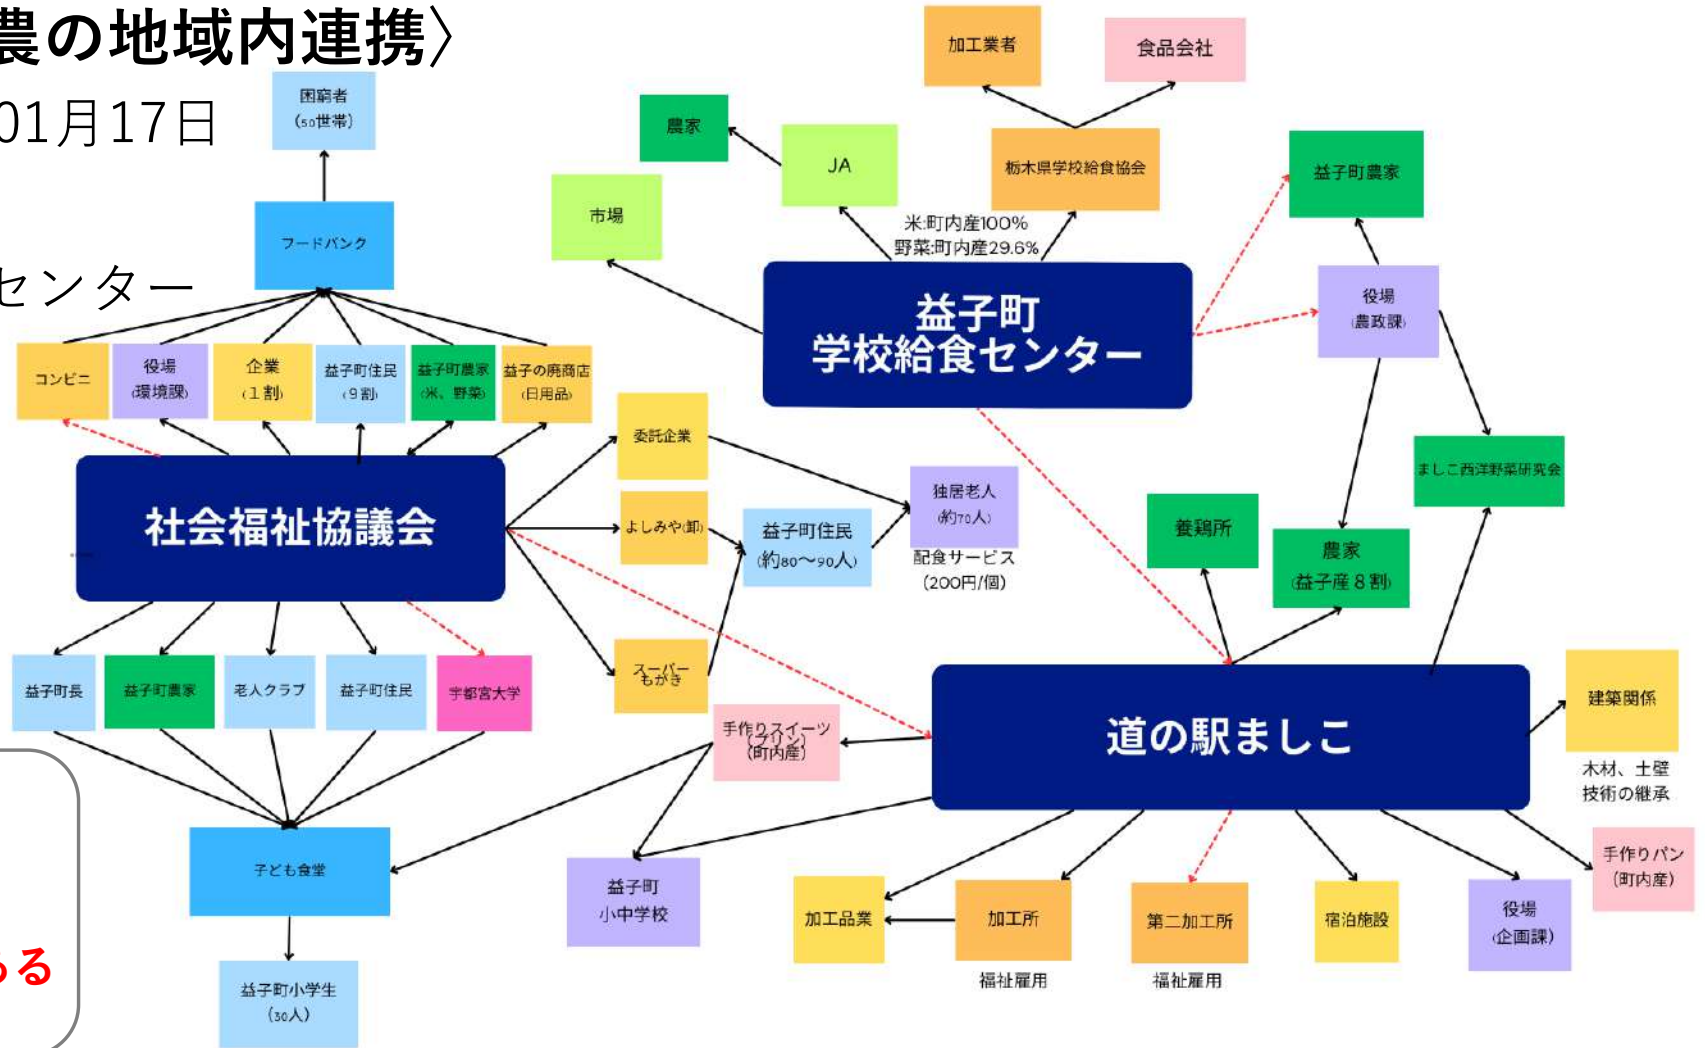 農の地域内連携〉
01月17日
センター
ある
困窮者
(50世帯)
フードバンク
コンビニ
役場
(環境課)
企業
(1割)
益子町住民
(9割)
益子町農家
(米、野菜)
益子の廃商店
(日用品)
社会福祉協議会
益子町長
益子町農家
老人クラブ
益子町住民
宇都宮大学
子ども食堂
益子町小学生
(30人)
委託企業
よしみや(卸)
スーパー
もがき
益子町住民
(約80〜90人)
独居老人
(約70人)
配食サービス
(200円/個)
市場
農家
JA
加工業者
食品会社
栃木県学校給食協会
米:町内産100%
野菜:町内産29.6%
益子町
学校給食センター
益子町農家
役場
(農政課)
ましこ西洋野菜研究会
養鶏所
農家
(益子産8割)
道の駅ましこ
手作りスイーツ
(プリン)
(町内産)
益子町
小中学校
加工品業
加工所
福祉雇用
第二加工所
福祉雇用
宿泊施設
役場
(企画課)
手作りパン
(町内産)
建築関係
木材、土壁
技術の継承